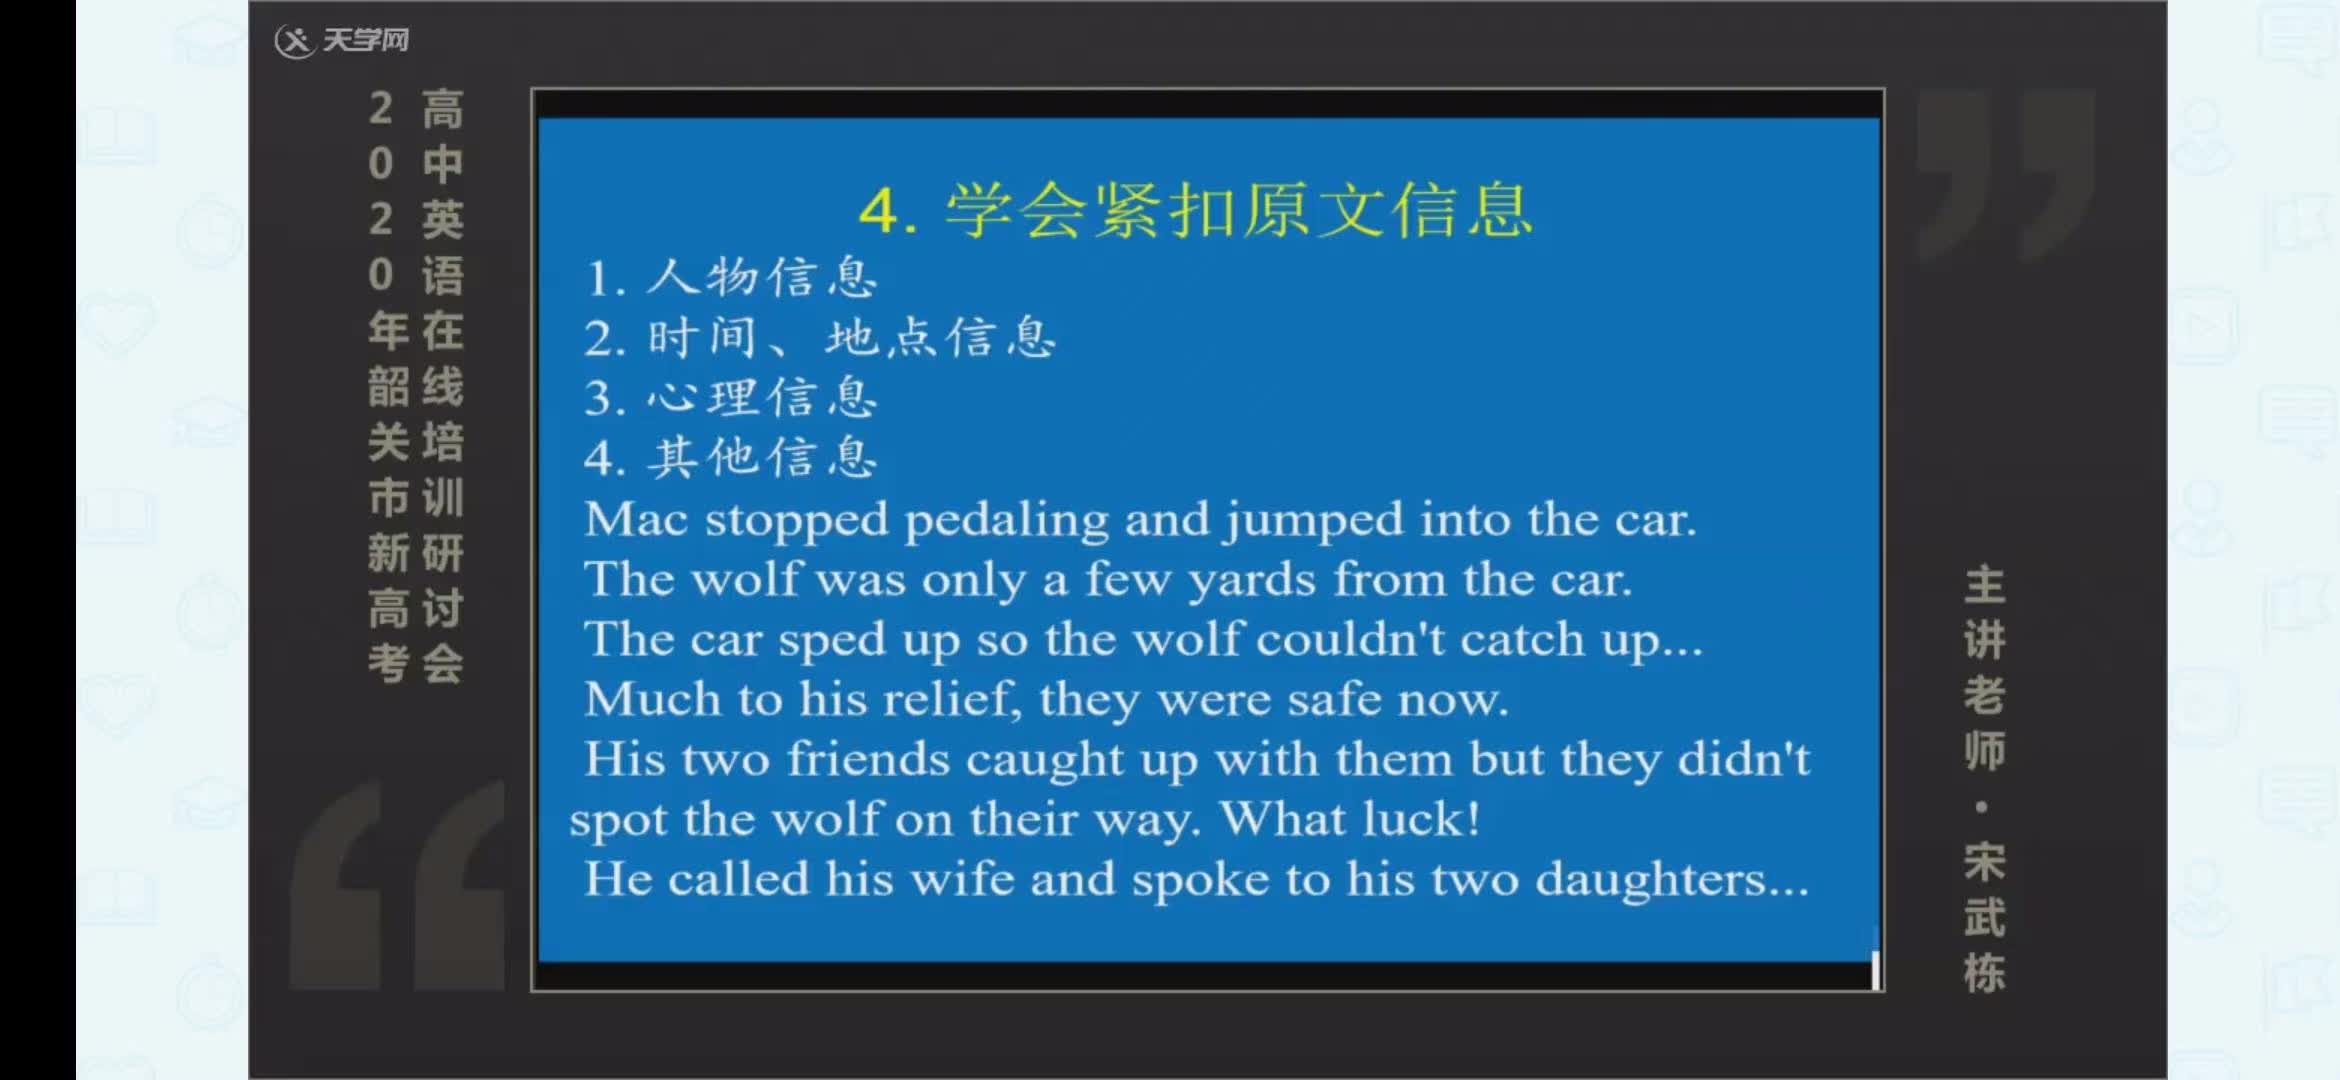 天学网
2020年韶关市新高考
高中英语在线培训研讨会
4. 学会紧扣原文信息
1. 人物信息
2. 时间、地点信息
3. 心理信息
4. 其他信息
Mac stopped pedaling and jumped into the car.
The wolf was only a few yards from the car.
The car sped up so the wolf couldn't catch up...
Much to his relief, they were safe now.
His two friends caught up with them but they didn't
spot the wolf on their way. What luck!
He called his wife and spoke to his two daughters...
主讲老师·宋武栋